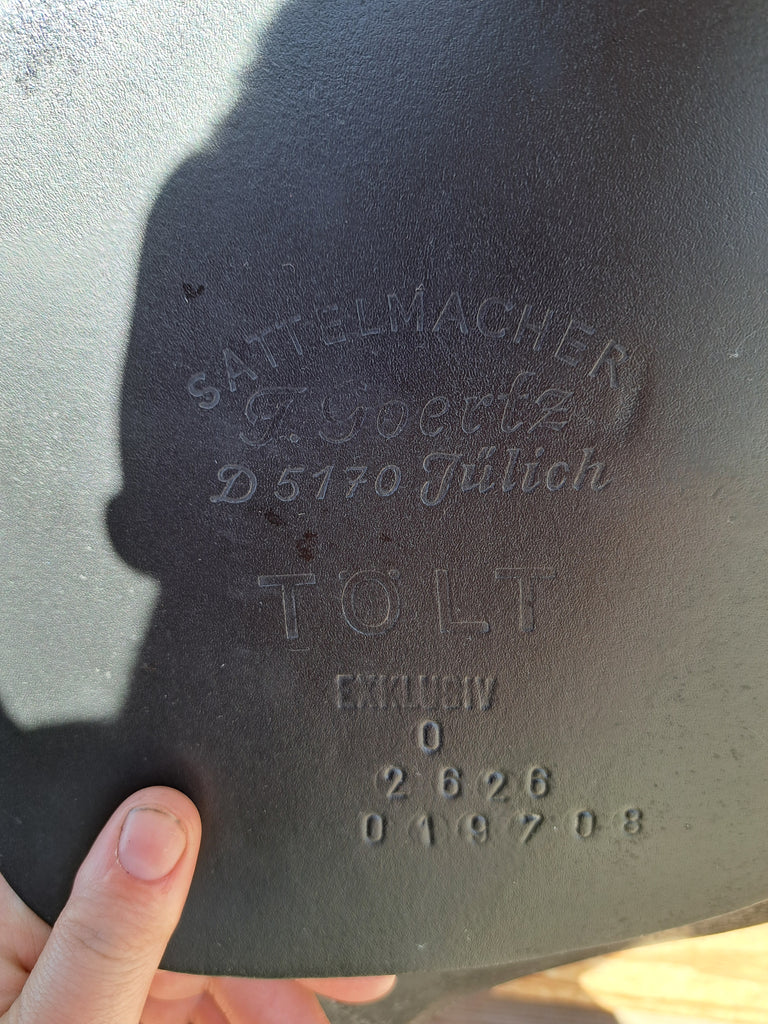 SATTELMACHER
F. Goertz
D 5170 Jülich
TÖLT
EXKLUSIV
0
2626
019708